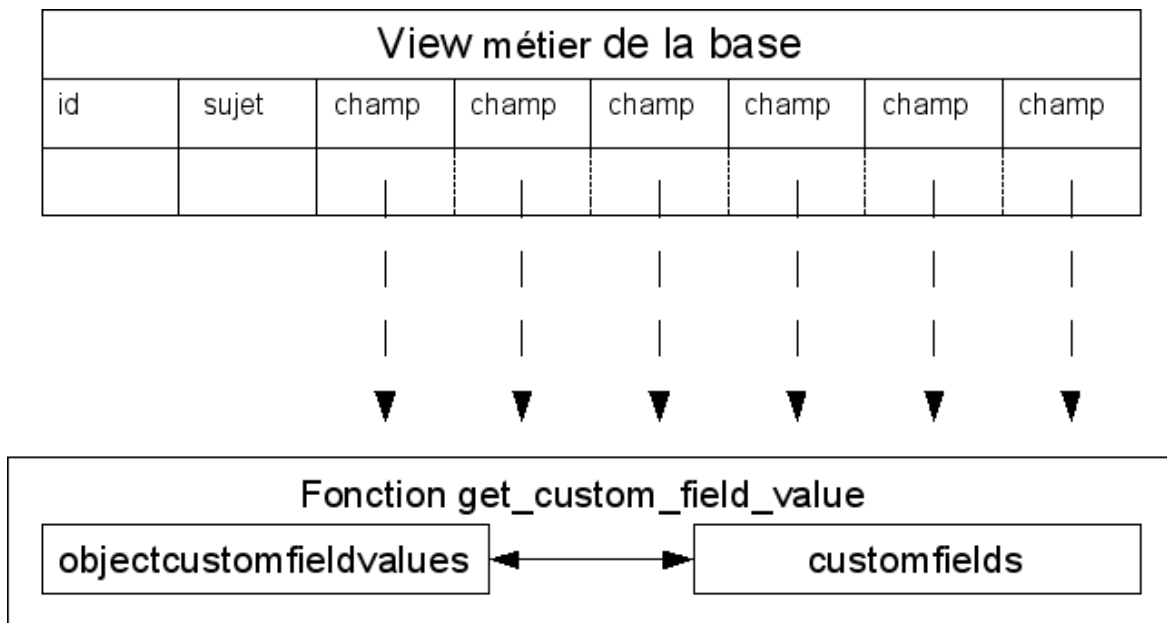 View métier de la base
id sujet champ champ champ champ champ champ
Fonction get_custom_field_value
objectcustomfieldvalues customfields